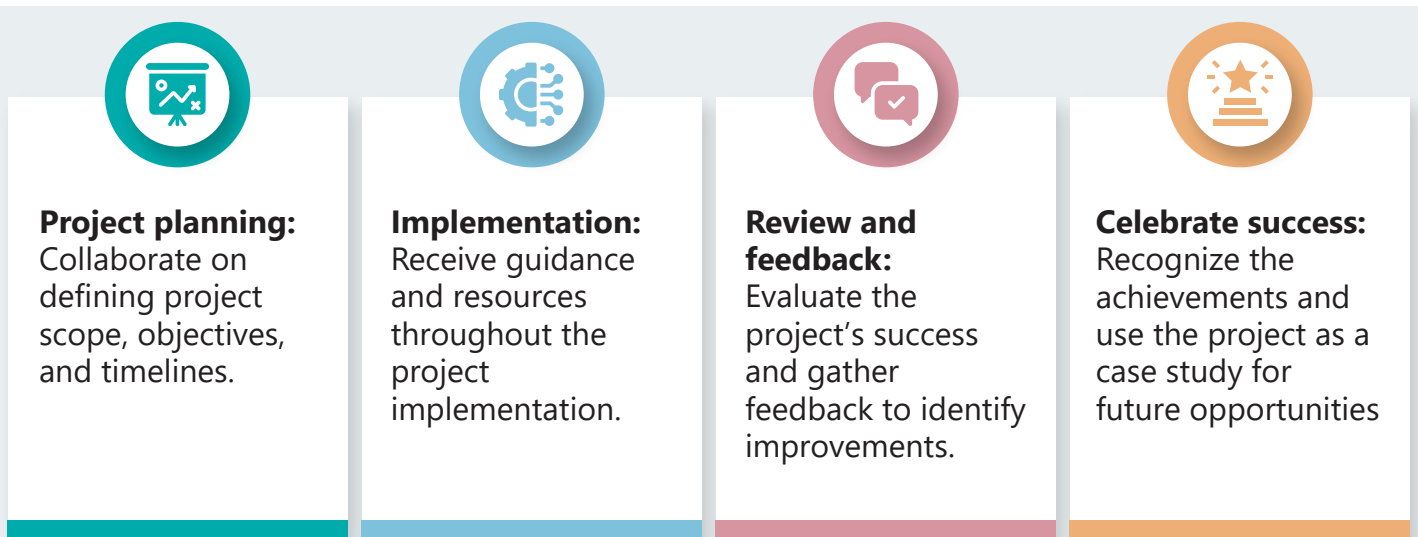 Project planning:
Collaborate on
defining project
scope, objectives,
and timelines.
Implementation:
Receive guidance
and resources
throughout the
project
implementation.
Review and
feedback:
Evaluate the
project’s success
and gather
feedback to identify
improvements.
Celebrate success:
Recognize the
achievements and
use the project as a
case study for
future opportunities